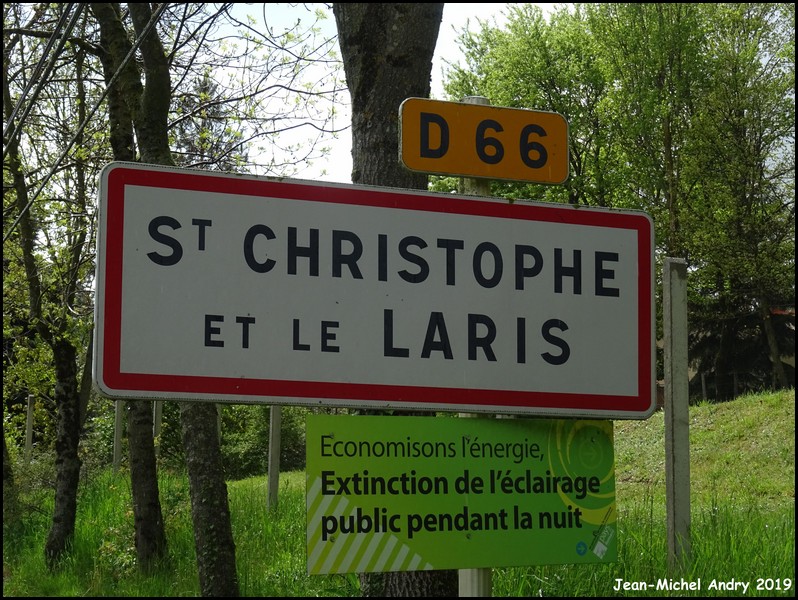 D 66
ST CHRISTOPHE
ET LE LARIS
Economisons l'énergie,
Extinction de l'éclairage
public pendant la nuit
Jean-Michel Andry 2019